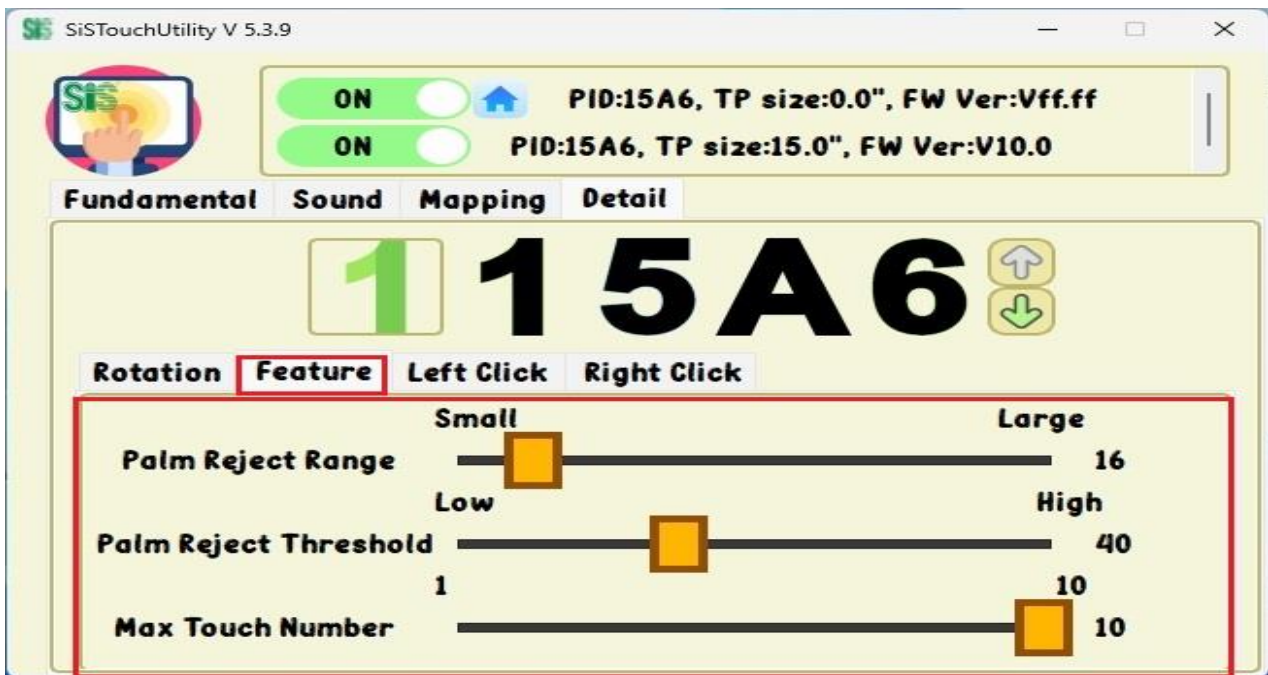 SiS SiSTouchUtility V 5.3.9
SiS
ON PID:15A6, TP size:0.0", FW Ver:Vff.ff
ON PID:15A6, TP size:15.0", FW Ver:V10.0
Fundamental Sound Mapping Detail
1 15A6
Rotation Feature Left Click Right Click
Small Large
Palm Reject Range 16
Low High
Palm Reject Threshold 40
1 10
Max Touch Number 10